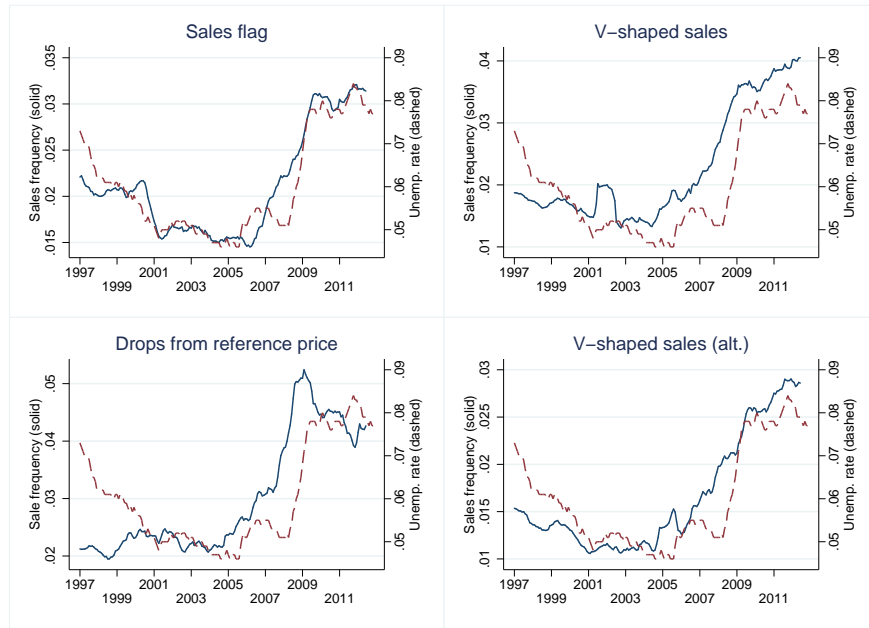 Sales flag
Sales frequency (solid)
.015 .02 .025 .03 .035
.05 .06 .07 .08 .09
Unemp. rate (dashed)
1997 2001 2005 2009
1999 2003 2007 2011
V−shaped sales
Sales frequency (solid)
.01 .02 .03 .04
.05 .06 .07 .08 .09
Unemp. rate (dashed)
1997 2001 2005 2009
1999 2003 2007 2011
Drops from reference price
Sale frequency (solid)
.02 .03 .04 .05
.05 .06 .07 .08 .09
Unemp. rate (dashed)
1997 2001 2005 2009
1999 2003 2007 2011
V−shaped sales (alt.)
Sales frequency (solid)
.01 .015 .02 .025 .03
.05 .06 .07 .08 .09
Unemp. rate (dashed)
1997 2001 2005 2009
1999 2003 2007 2011